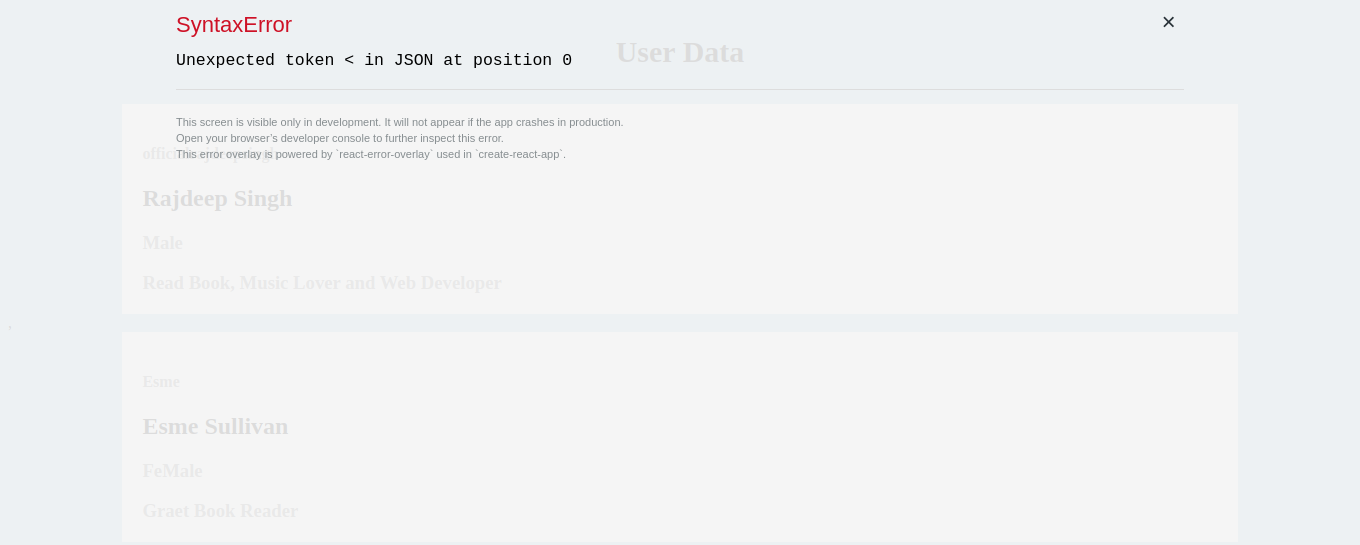 SyntaxError
✕
Unexpected token < in JSON at position 0
User Data
This screen is visible only in development. It will not appear if the app crashes in production.
Open your browser’s developer console to further inspect this error.
This error overlay is powered by `react-error-overlay` used in `create-react-app`.
Rajdeep Singh
Male
Read Book, Music Lover and Web Developer
,
Esme
Esme Sullivan
FeMale
Graet Book Reader